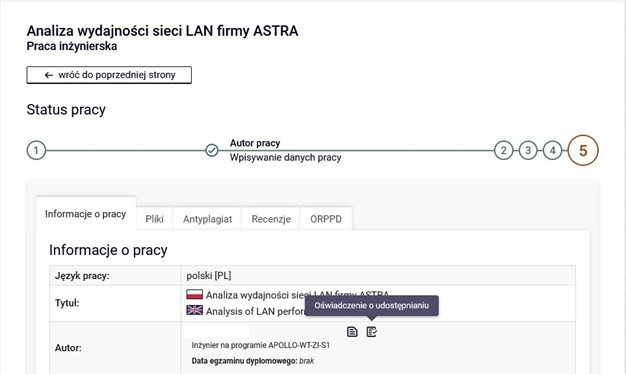 Analiza wydajności sieci LAN firmy ASTRA
Praca inżynierska
← wróć do poprzedniej strony
Status pracy
1
Autor pracy
Wpisywanie danych pracy
2 3 4 5
Informacje o pracy Pliki Antyplagiat Recenzje ORPPD
Informacje o pracy
Język pracy: polski [PL]
Tytuł: Analiza wydajności sieci LAN firmy ASTRA
Analysis of LAN perfor
Oświadczenie o udostępnianiu
Autor:
Inżynier na programie APOLLO-WT-ZI-S1
Data egzaminu dyplomowego: brak